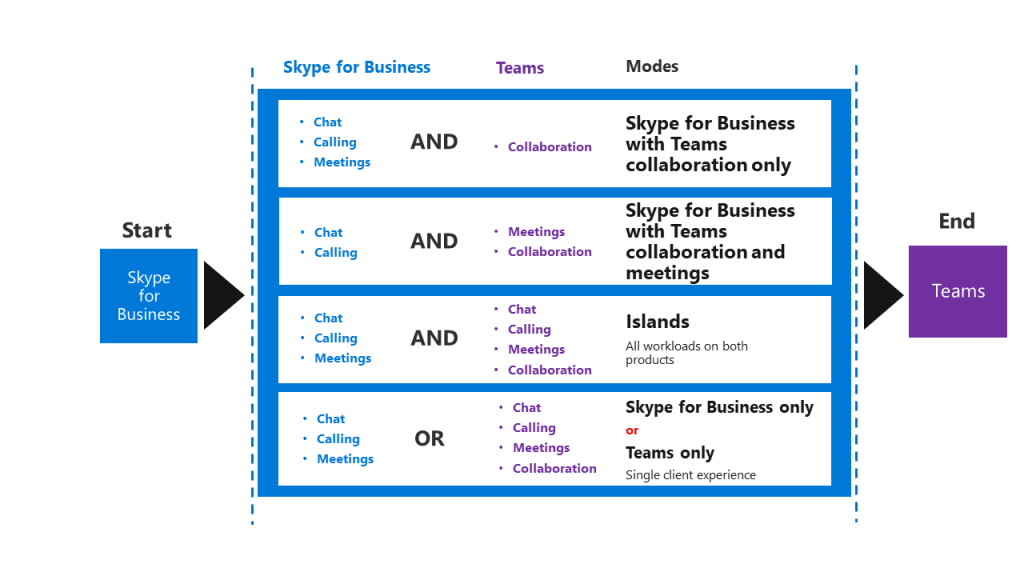 Skype for Business
Teams
Modes
Start
Skype
for
Business
• Chat
• Calling
• Meetings
AND
• Collaboration
Skype for Business
with Teams
collaboration only
• Chat
• Calling
AND
• Meetings
• Collaboration
Skype for Business
with Teams
collaboration and
meetings
• Chat
• Calling
• Meetings
AND
• Chat
• Calling
• Meetings
• Collaboration
Islands
All workloads on both
products
• Chat
• Calling
• Meetings
OR
• Chat
• Calling
• Meetings
• Collaboration
Skype for Business only
or
Teams only
Single client experience
End
Teams